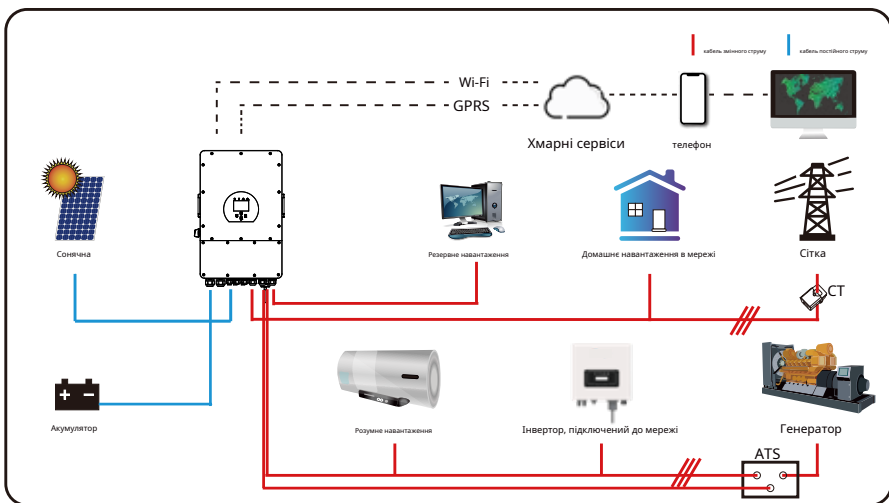 кабель змінного струму
кабель постійного струму
Wi-Fi
GPRS
Хмарні сервіси
телефон
Сонячна
Резервне навантаження
Домашнє навантаження в мережі
Сітка
CT
Акумулятор
Розумне навантаження
Інвертор, підключений до мережі
Генератор
ATS